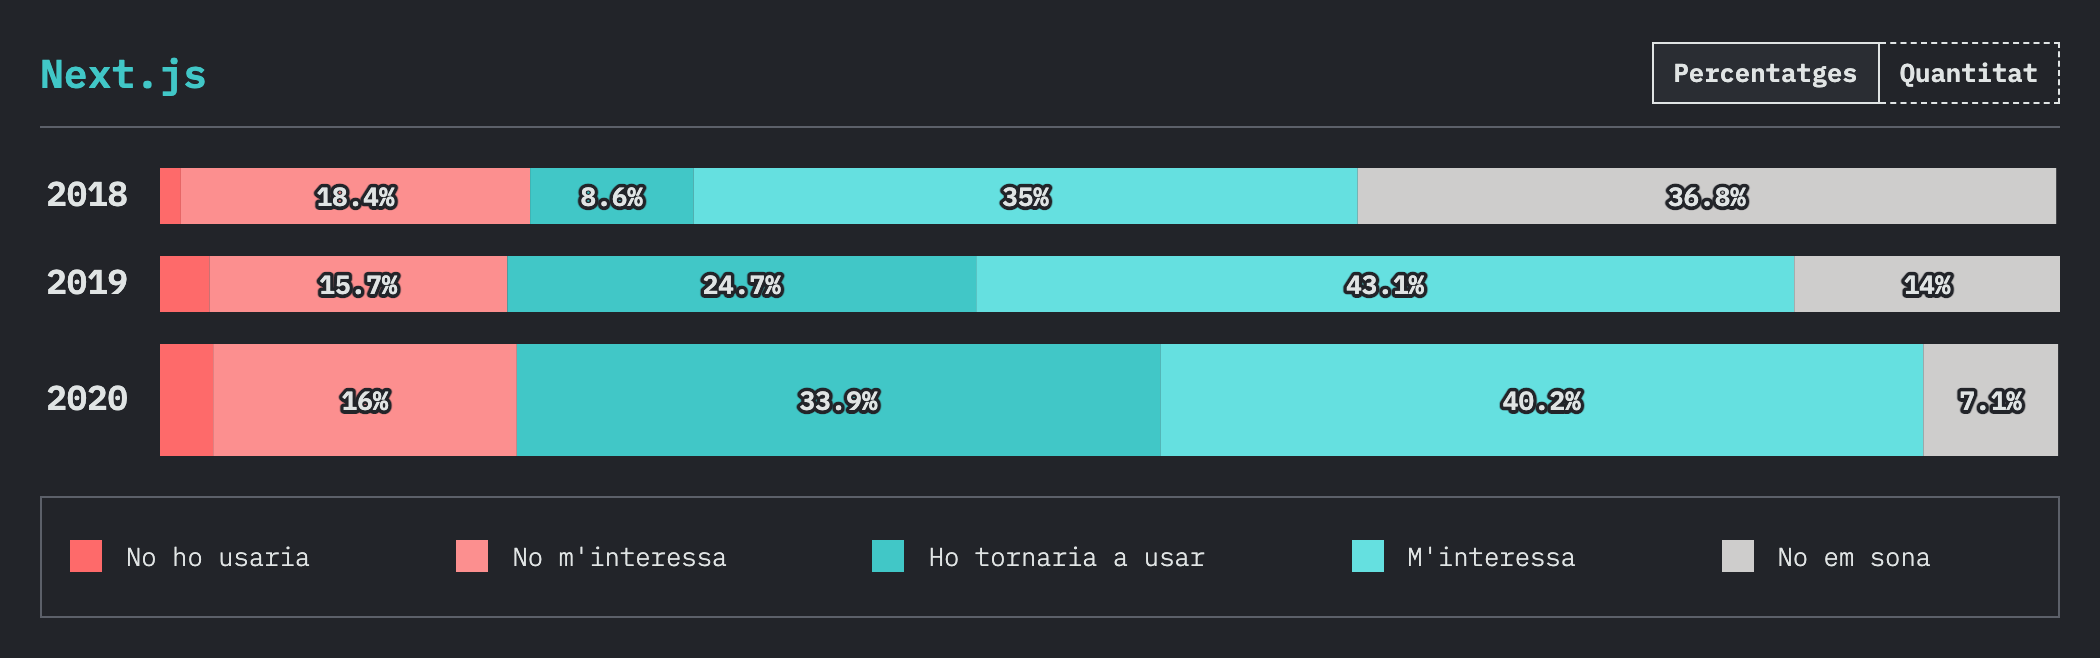 Next.js
Percentatges Quantitat
2018 18.4% 8.6% 35% 36.8%
2019 15.7% 24.7% 43.1% 14%
2020 16% 33.9% 40.2% 7.1%
No ho usaria No m'interessa Ho tornaria a usar M'interessa No em sona